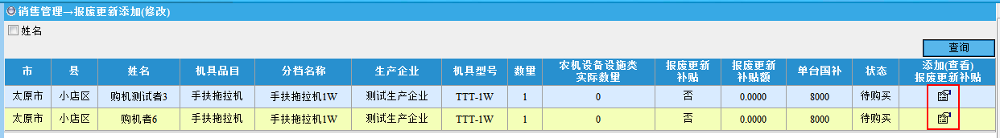 销售管理→报废更新添加(修改)
姓名
查询
市 县 姓名 机具品目 分档名称 生产企业 机具型号 数量 农机设备设施类实际数量 报废更新补贴 报废更新补贴额 单台国补 状态 添加(查看)报废更新补贴
太原市 小店区 购机测试者3 手扶拖拉机 手扶拖拉机1W 测试生产企业 TTT-1W 1 0 否 0.0000 8000 待购买
太原市 小店区 购机者6 手扶拖拉机 手扶拖拉机1W 测试生产企业 TTT-1W 1 0 否 0.0000 8000 待购买